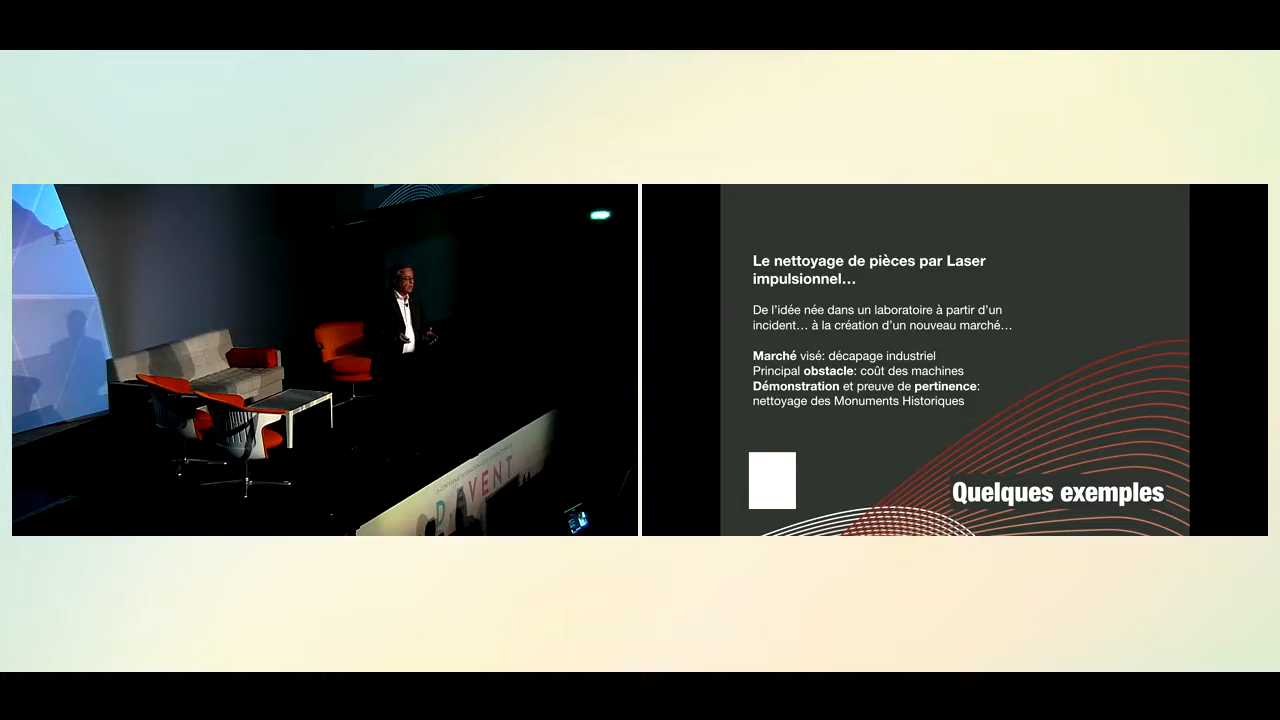 VENT
Le nettoyage de pièces par Laser
impulsionnel…
De l’idée née dans un laboratoire à partir d’un
incident… à la création d’un nouveau marché…
Marché visé: décapage industriel
Principal obstacle: coût des machines
Démonstration et preuve de pertinence:
nettoyage des Monuments Historiques
Quelques exemples